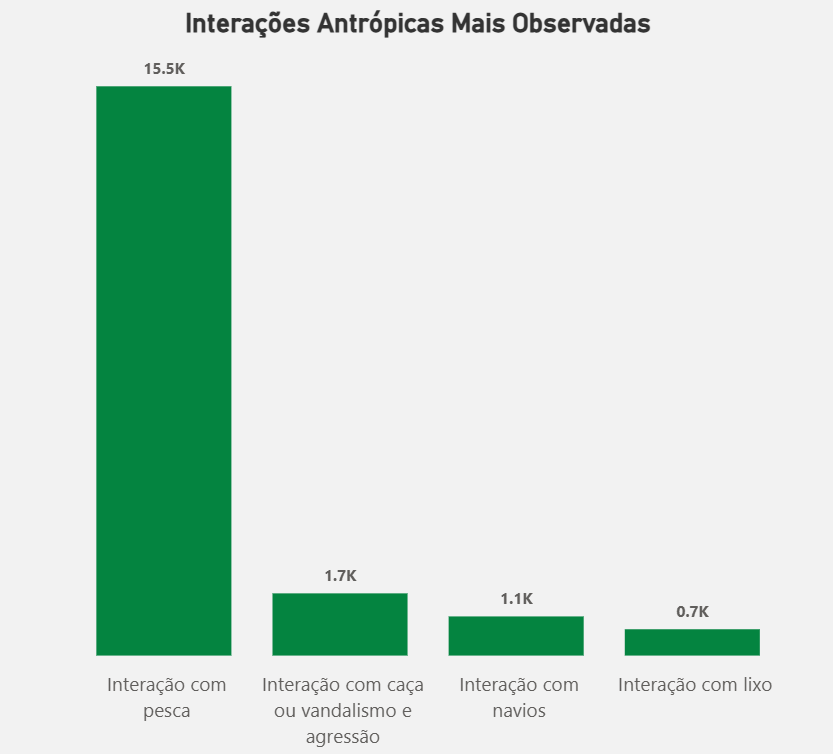 Interações Antrópicas Mais Observadas
15.5K
1.7K
1.1K
0.7K
Interação com
pesca
Interação com caça
ou vandalismo e
agressão
Interação com
navios
Interação com lixo